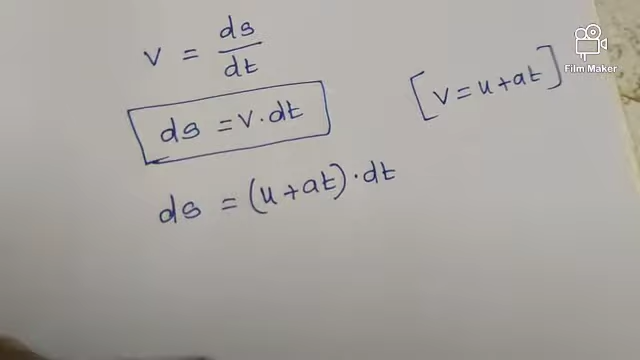 v = ds/dt
ds = v·dt
[v = u + at]
ds = (u + at)·dt
Film Maker